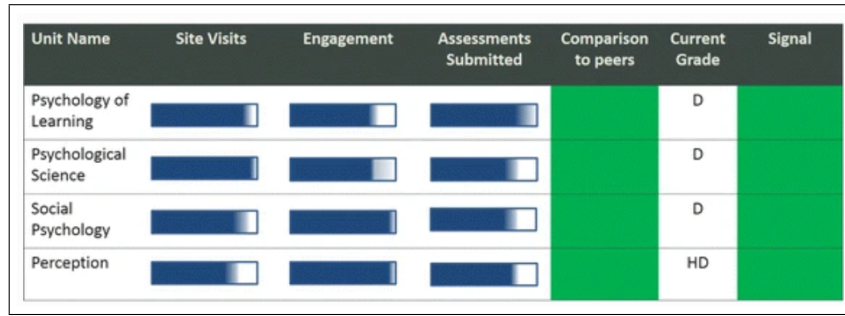 Unit Name Site Visits Engagement Assessments Submitted Comparison to peers Current Grade Signal
Psychology of Learning D
Psychological Science D
Social Psychology D
Perception HD